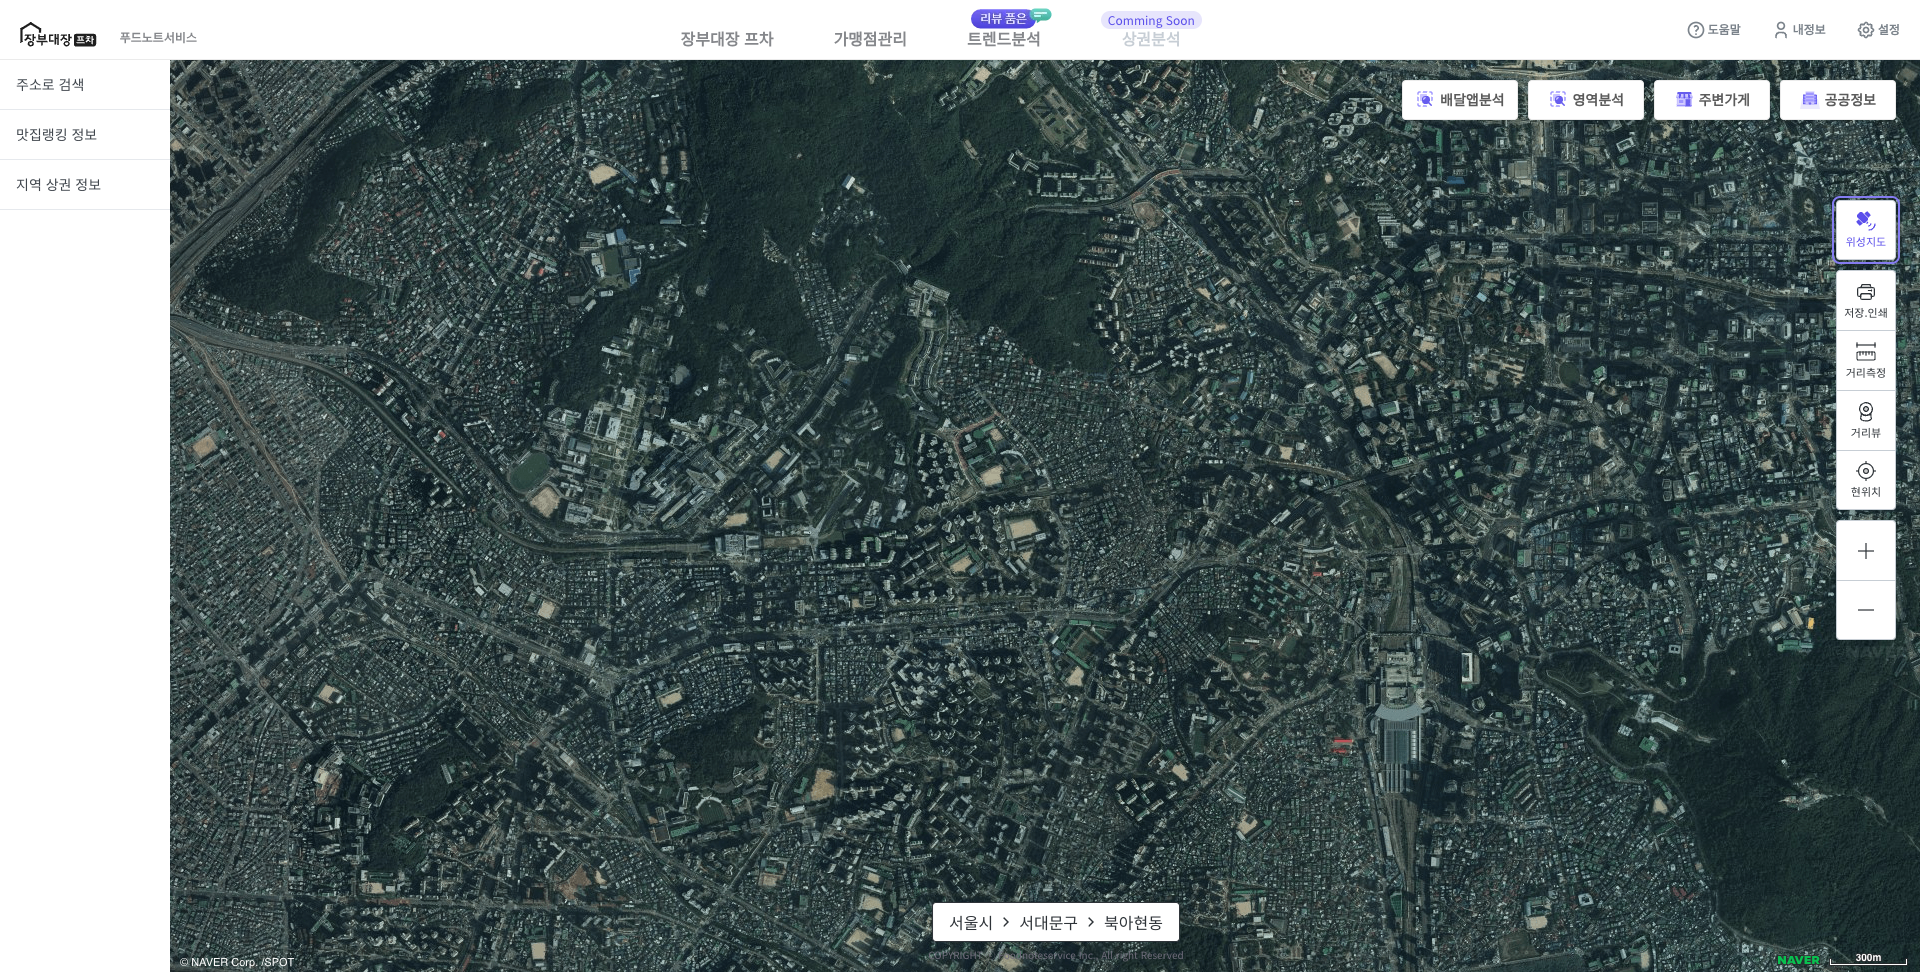 장부대장 프차
푸드노트서비스
장부대장 프차
가맹점관리
리뷰 품은
트렌드분석
Comming Soon
상권분석
도움말
내정보
설정
주소로 검색
맛집랭킹 정보
지역 상권 정보
배달앱분석
영역분석
주변가게
공공정보
위성지도
저장.인쇄
거리측정
거리뷰
현위치
서울시 > 서대문구 > 북아현동
© NAVER Corp. /SPOT
All right Reserved
NAVER
300m